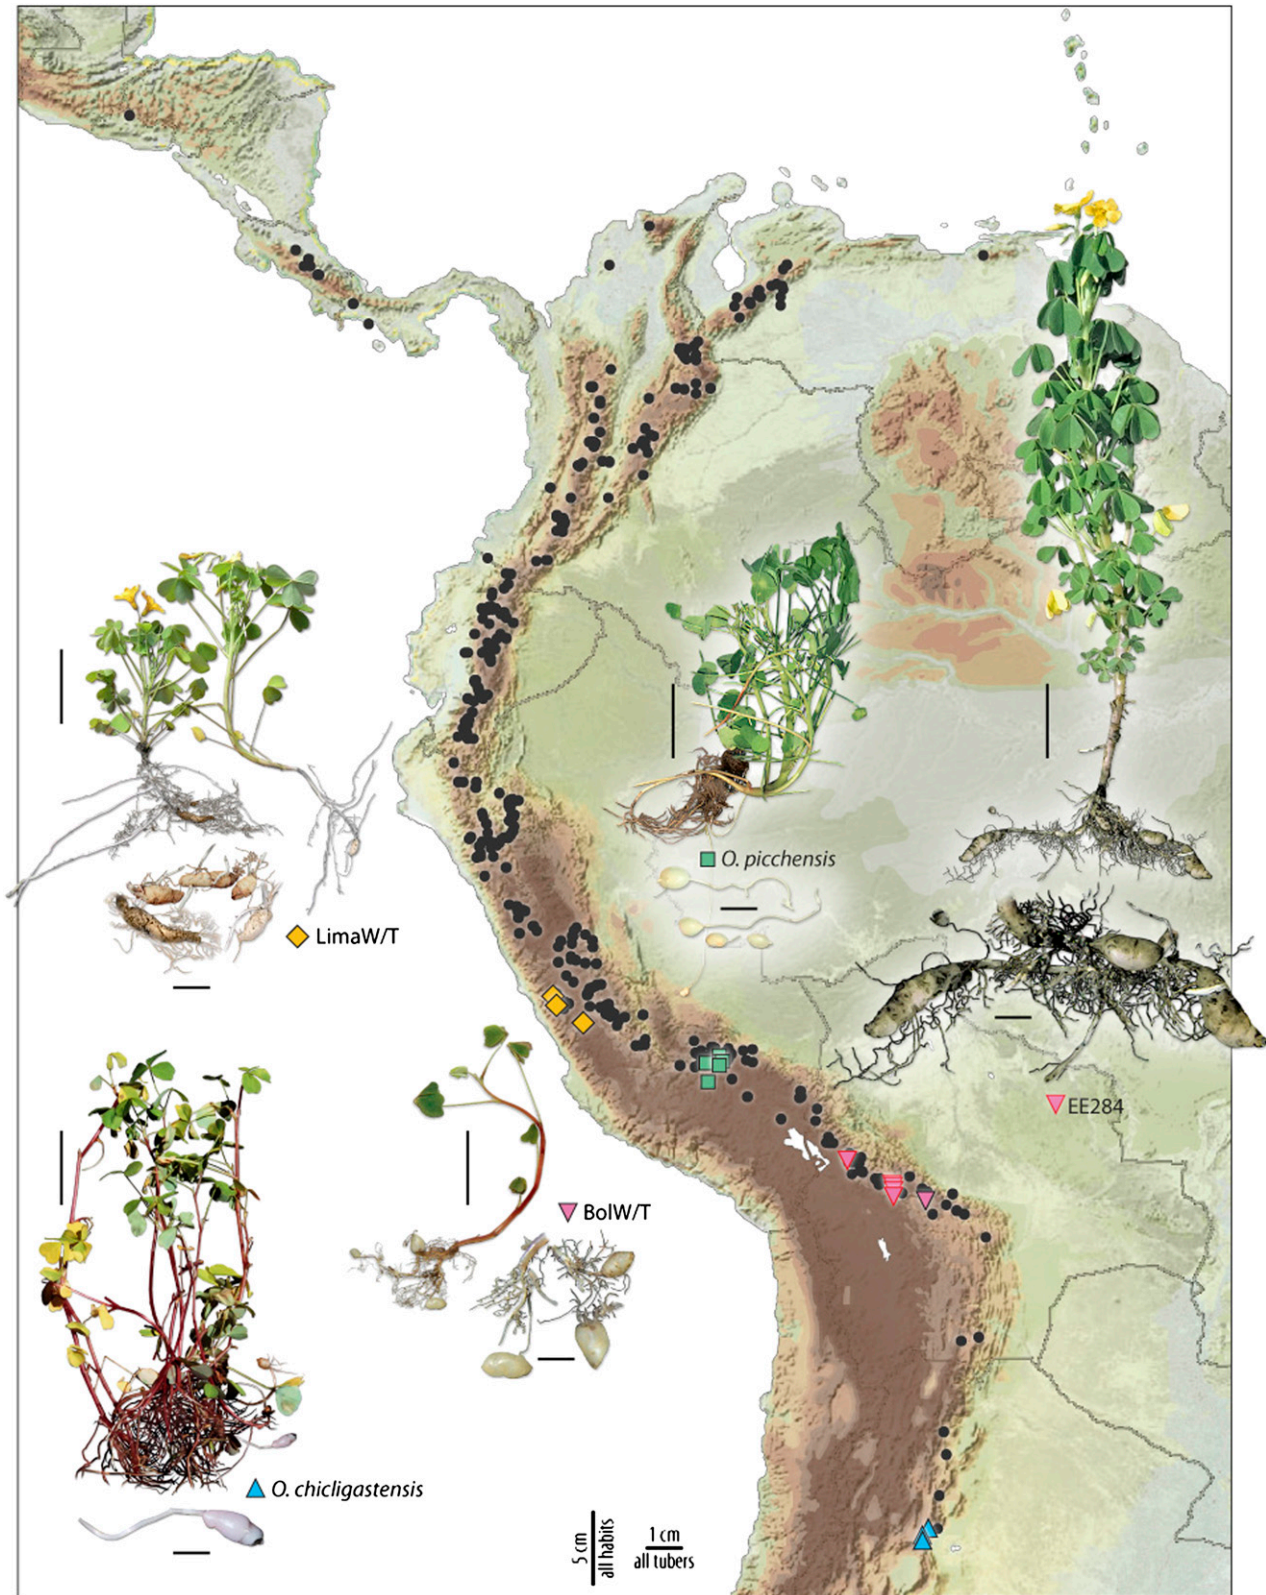 O. picchensis
LimaW/T
EE284
BolW/T
O. chicligastensis
5 cm
all habits
1 cm
all tubers